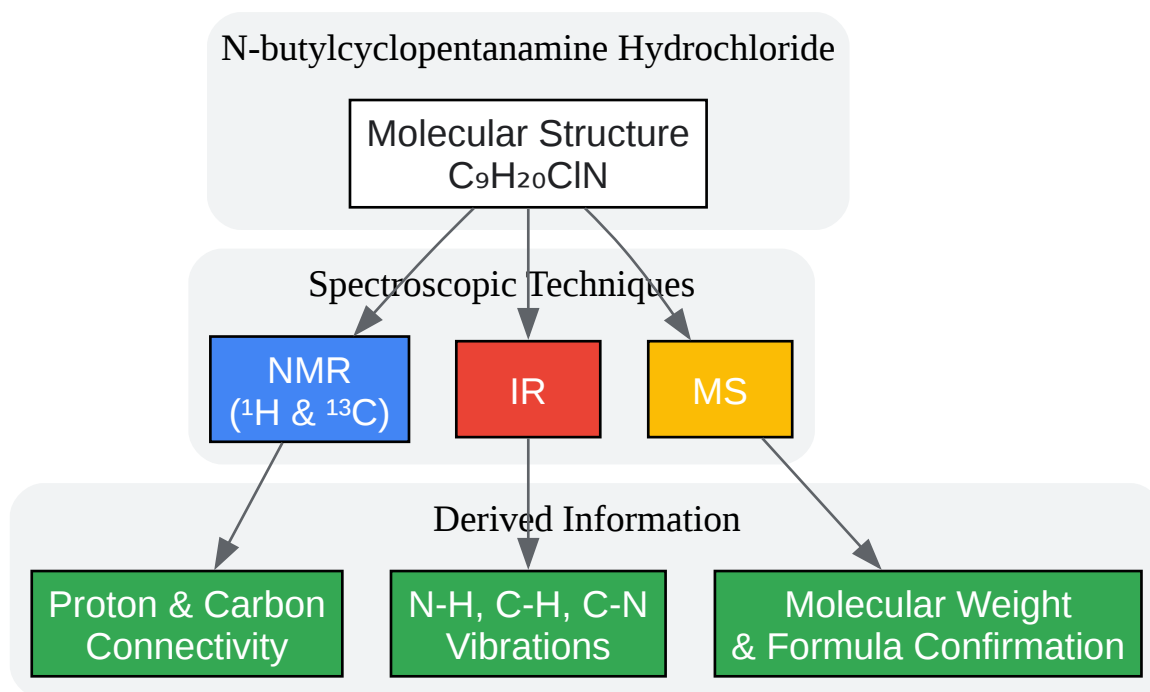 N-butylcyclopentanamine Hydrochloride
Molecular Structure
C₉H₂₀ClN
Spectroscopic Techniques
NMR
(¹H & ¹³C)
IR
MS
Derived Information
Proton & Carbon
Connectivity
N-H, C-H, C-N
Vibrations
Molecular Weight
& Formula Confirmation